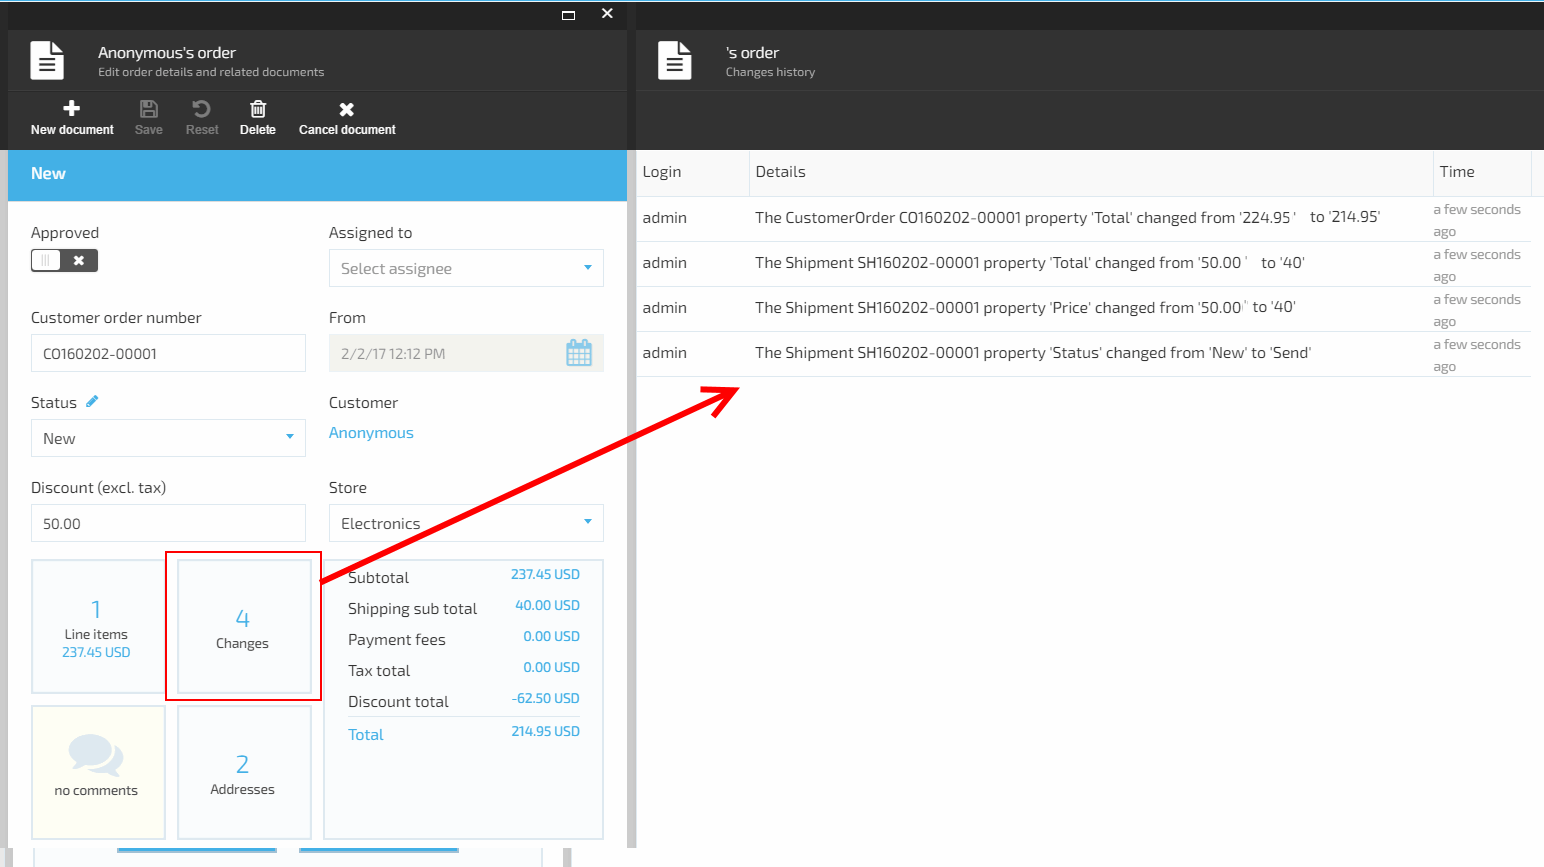 Anonymous's order
Edit order details and related documents
New document
Save
Reset
Delete
Cancel document
New
Approved
Assigned to
Select assignee
Customer order number
From
CO160202-00001
2/2/17 12:12 PM
Status
Customer
New
Anonymous
Discount (excl. tax)
Store
50.00
Electronics
1
Line items
237.45 USD
4
Changes
Subtotal 237.45 USD
Shipping sub total 40.00 USD
Payment fees 0.00 USD
Tax total 0.00 USD
Discount total -62.50 USD
Total 214.95 USD
no comments
2
Addresses
's order
Changes history
Login Details Time
admin The CustomerOrder CO160202-00001 property 'Total' changed from '224.95 ' to '214.95' a few seconds
ago
admin The Shipment SH160202-00001 property 'Total' changed from '50.00 ' to '40' a few seconds
ago
admin The Shipment SH160202-00001 property 'Price' changed from '50.00 ' to '40' a few seconds
ago
admin The Shipment SH160202-00001 property 'Status' changed from 'New' to 'Send' a few seconds
ago